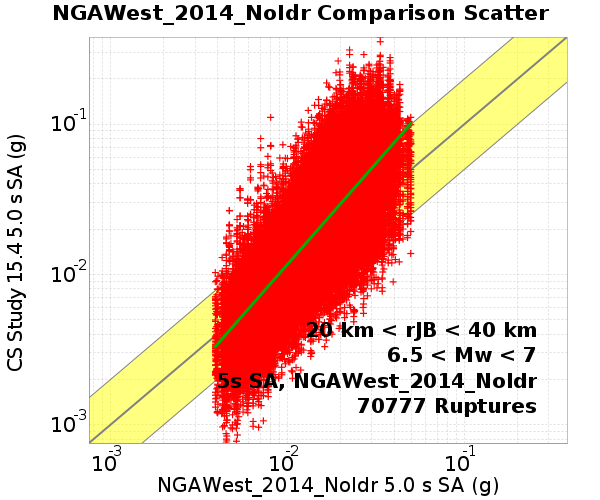 NGAWest_2014_NoIdr Comparison Scatter
CS Study 15.4 5.0 s SA (g)
10-1
10-2
10-3
20 km < rJB < 40 km
6.5 < Mw < 7
5s SA, NGAWest_2014_NoIdr
70777 Ruptures
10-3
10-2
10-1
NGAWest_2014_NoIdr 5.0 s SA (g)